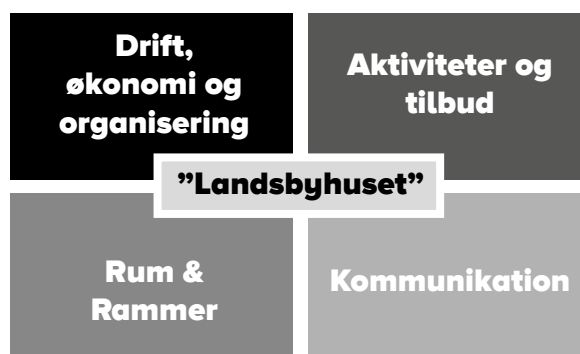 Drift,
økonomi og
organisering
Aktiviteter og
tilbud
”Landsbyhuset”
Rum &
Rammer
Kommunikation